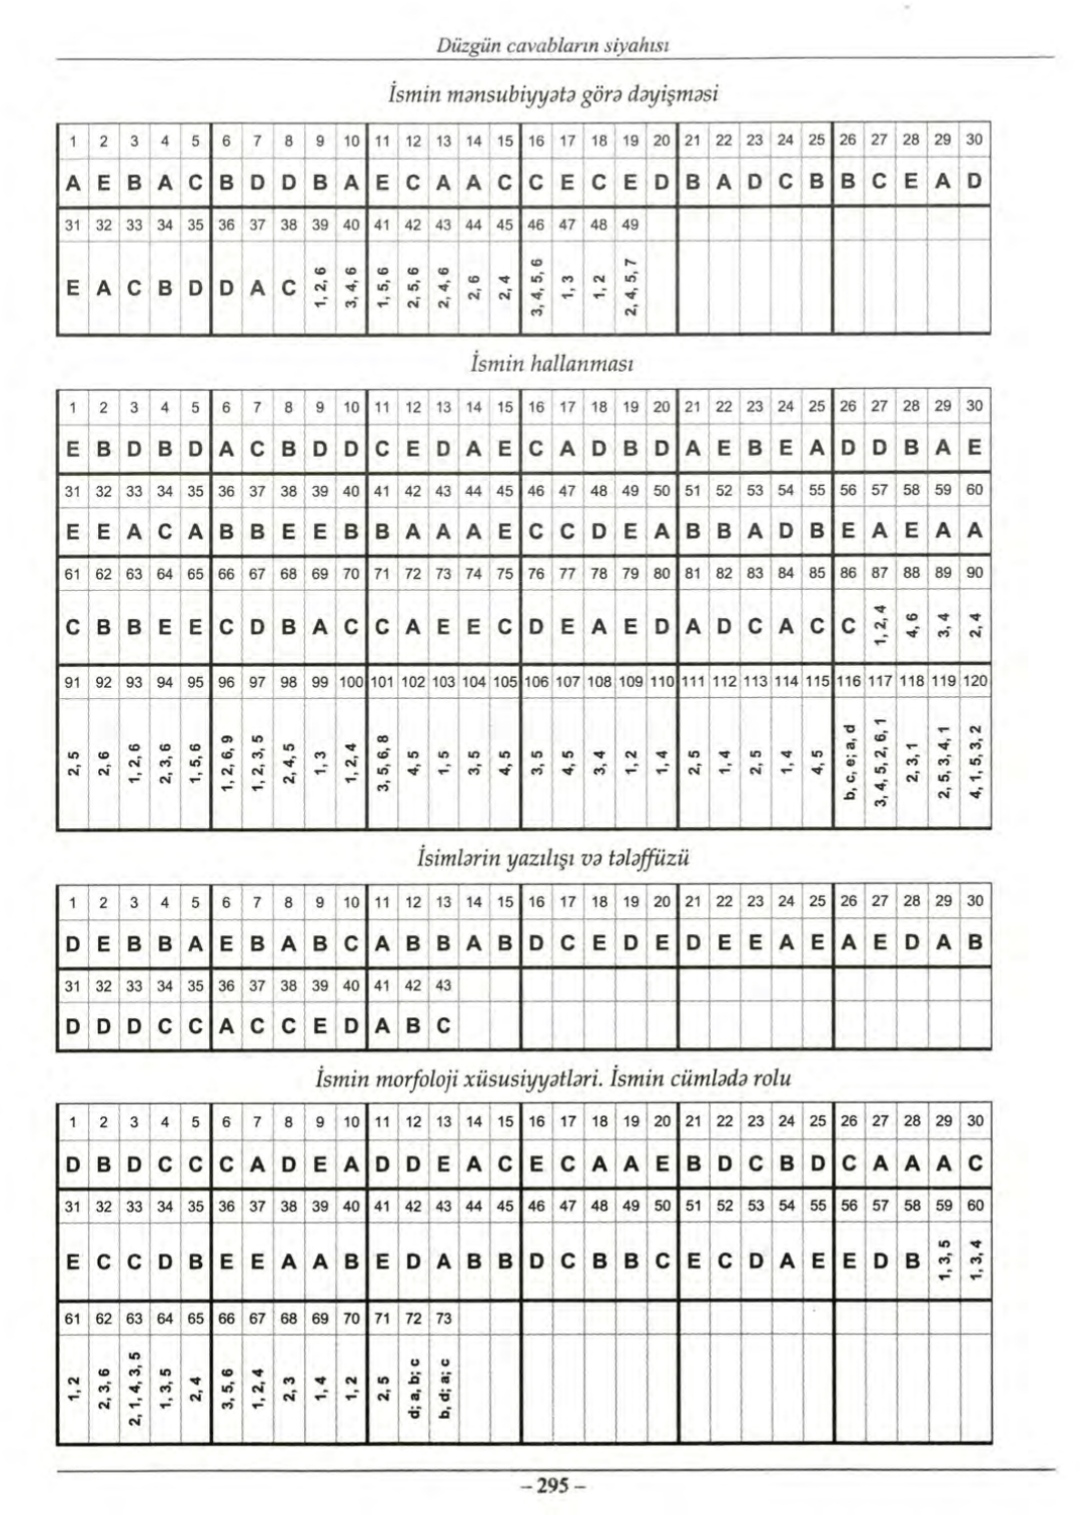 Düzgün cavabların siyahısı
İsmin mənsubiyyətə görə dəyişməsi
1 2 3 4 5 6 7 8 9 10 11 12 13 14 15 16 17 18 19 20 21 22 23 24 25 26 27 28 29 30
A E B A C B D D B A E C A A C C E C E D B A D C B B C E A D
31 32 33 34 35 36 37 38 39 40 41 42 43 44 45 46 47 48 49
E A C B D D A C 1, 2, 6 3, 4, 6 1, 5, 6 2, 5, 6 2, 4, 6 2, 6 2, 4 3, 4, 5, 6 1, 3 1, 2 2, 4, 5, 7
İsmin hallanması
1 2 3 4 5 6 7 8 9 10 11 12 13 14 15 16 17 18 19 20 21 22 23 24 25 26 27 28 29 30
E B D B D A C B D D C E D A E C A D B D A E B E A D D B A E
31 32 33 34 35 36 37 38 39 40 41 42 43 44 45 46 47 48 49 50 51 52 53 54 55 56 57 58 59 60
E E A C A B B E E B B A A A E C C D E A B B A D B E A E A A
61 62 63 64 65 66 67 68 69 70 71 72 73 74 75 76 77 78 79 80 81 82 83 84 85 86 87 88 89 90
C B B E E C D B A C C A E E C D E A E D A D C A C C 1, 2, 4 4, 6 3, 4 2, 4
91 92 93 94 95 96 97 98 99 100 101 102 103 104 105 106 107 108 109 110 111 112 113 114 115 116 117 118 119 120
2, 5 2, 6 1, 2, 6 2, 3, 6 1, 5, 6 1, 2, 6, 9 1, 2, 3, 5 2, 4, 5 1, 3 1, 2, 4 3, 5, 6, 8 4, 5 1, 5 3, 5 4, 5 3, 5 4, 5 3, 4 1, 2 1, 4 2, 5 1, 4 2, 5 1, 4 4, 5 b, c, e; a, d 3, 4, 5, 2, 6, 1 2, 3, 1 2, 5, 3, 4, 1 4, 1, 5, 3, 2
İsimlərin yazılışı və tələffüzü
1 2 3 4 5 6 7 8 9 10 11 12 13 14 15 16 17 18 19 20 21 22 23 24 25 26 27 28 29 30
D E B B A E B A B C A B B A B D C E D E D E E A E A E D A B
31 32 33 34 35 36 37 38 39 40 41 42 43
D D D C C A C C E D A B C
İsmin morfoloji xüsusiyyətləri. İsmin cümlədə rolu
1 2 3 4 5 6 7 8 9 10 11 12 13 14 15 16 17 18 19 20 21 22 23 24 25 26 27 28 29 30
D B D C C C A D E A D D E A C E C A A E B D C B D C A A A C
31 32 33 34 35 36 37 38 39 40 41 42 43 44 45 46 47 48 49 50 51 52 53 54 55 56 57 58 59 60
E C C D B E E A A B E D A B B D C B B C E C D A E E D B 1, 3, 5 1, 3, 4
61 62 63 64 65 66 67 68 69 70 71 72 73
1, 2 2, 3, 6 2, 1, 4, 3, 5 1, 3, 5 2, 4 3, 5, 6 1, 2, 4 2, 3 1, 4 1, 2 2, 5 d; a, b; c b, d; a; c
– 295 –